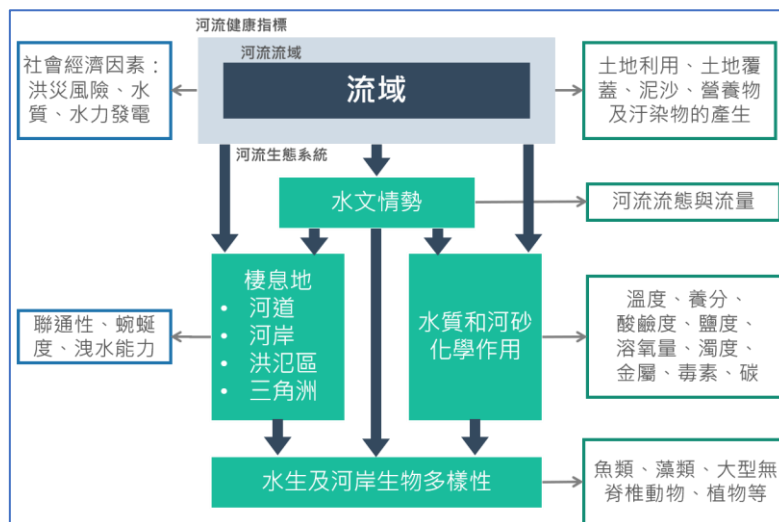 河流健康指標
河流流域
流域
社會經濟因素：
洪災風險、水
質、水力發電
土地利用、土地覆
蓋、泥沙、營養物
及汙染物的產生
河流生態系統
水文情勢
河流流態與流量
棲息地
• 河道
• 河岸
• 洪氾區
• 三角洲
水質和河砂
化學作用
聯通性、蜿蜒
度、洩水能力
溫度、養分、
酸鹼度、鹽度、
溶氧量、濁度、
金屬、毒素、碳
水生及河岸生物多樣性
魚類、藻類、大型無
脊椎動物、植物等